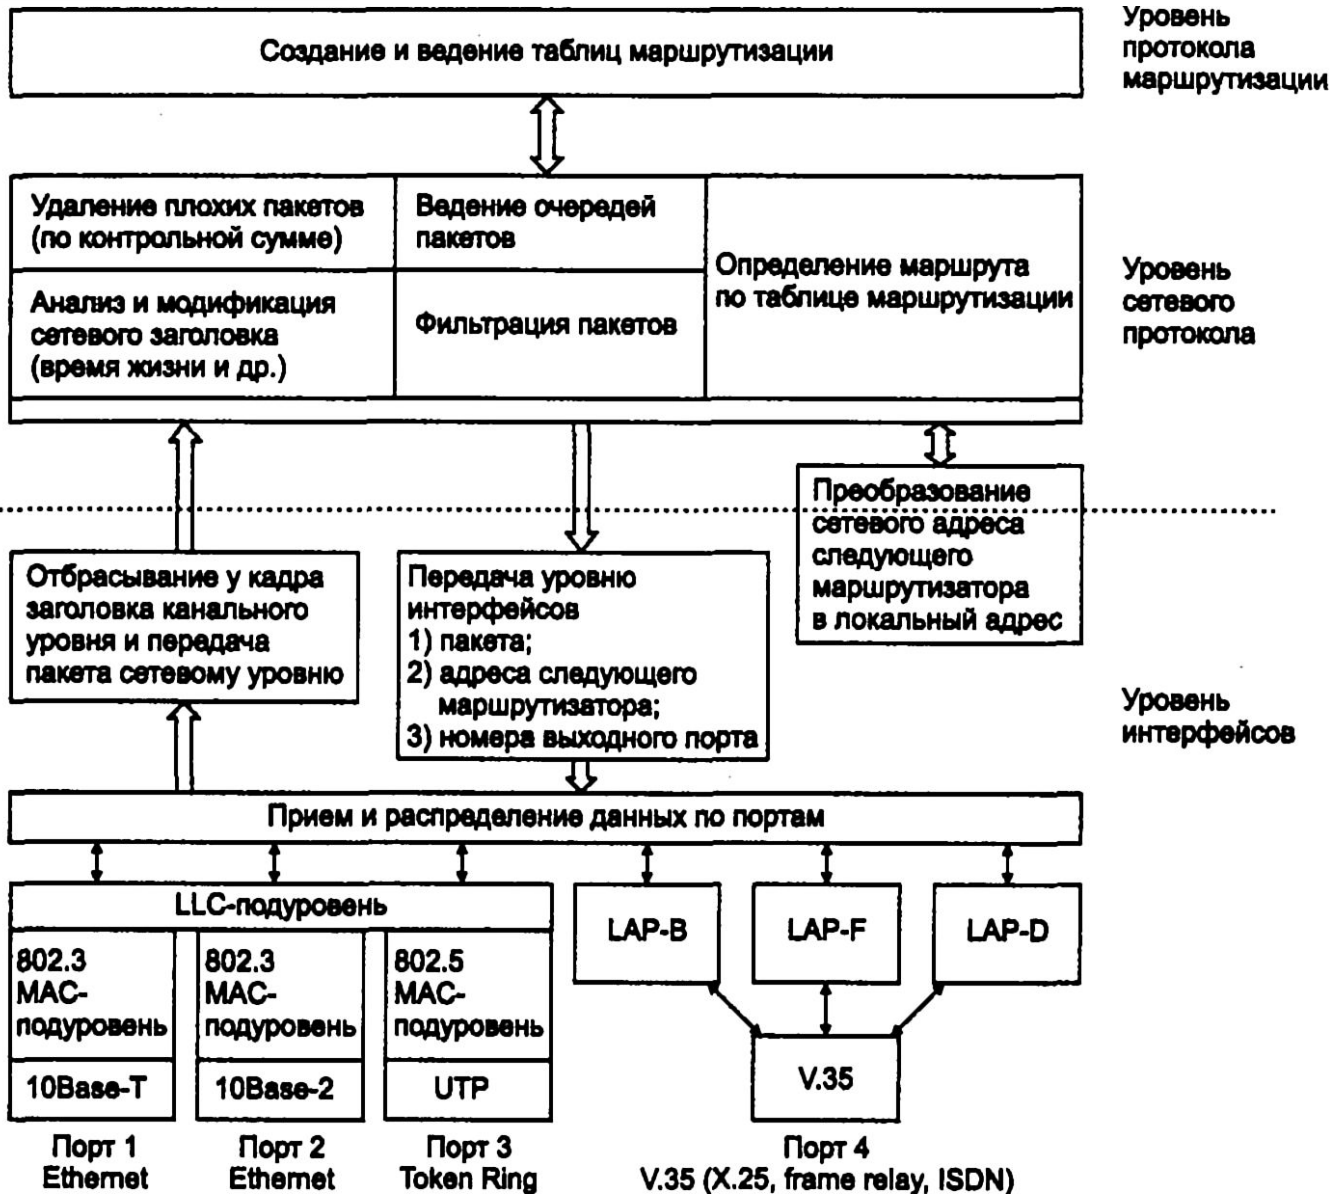 Уровень
протокола
маршрутизации
Создание и ведение таблиц маршрутизации
Удаление плохих пакетов
(по контрольной сумме)
Ведение очередей
пакетов
Определение маршрута
по таблице маршрутизации
Анализ и модификация
сетевого заголовка
(время жизни и др.)
Фильтрация пакетов
Уровень
сетевого
протокола
Преобразование
сетевого адреса
следующего
маршрутизатора
в локальный адрес
Отбрасывание у кадра
заголовка канального
уровня и передача
пакета сетевому уровню
Передача уровню
интерфейсов
1) пакета;
2) адреса следующего
маршрутизатора;
3) номера выходного порта
Уровень
интерфейсов
Прием и распределение данных по портам
LLC-подуровень
LAP-B
LAP-F
LAP-D
802.3
MAC-
подуровень
802.3
MAC-
подуровень
802.5
MAC-
подуровень
10Base-T
10Base-2
UTP
V.35
Порт 1
Ethernet
Порт 2
Ethernet
Порт 3
Token Ring
Порт 4
V.35 (X.25, frame relay, ISDN)